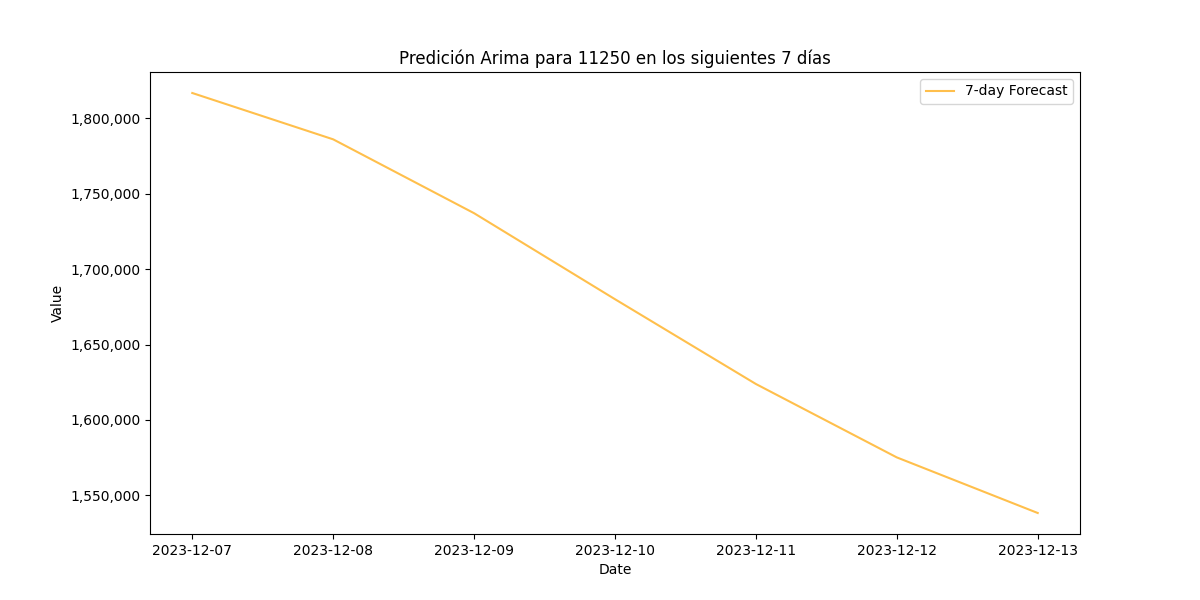 Predición Arima para 11250 en los siguientes 7 días
7-day Forecast
1,800,000
1,750,000
1,700,000
1,650,000
1,600,000
1,550,000
Value
2023-12-07 2023-12-08 2023-12-09 2023-12-10 2023-12-11 2023-12-12 2023-12-13
Date